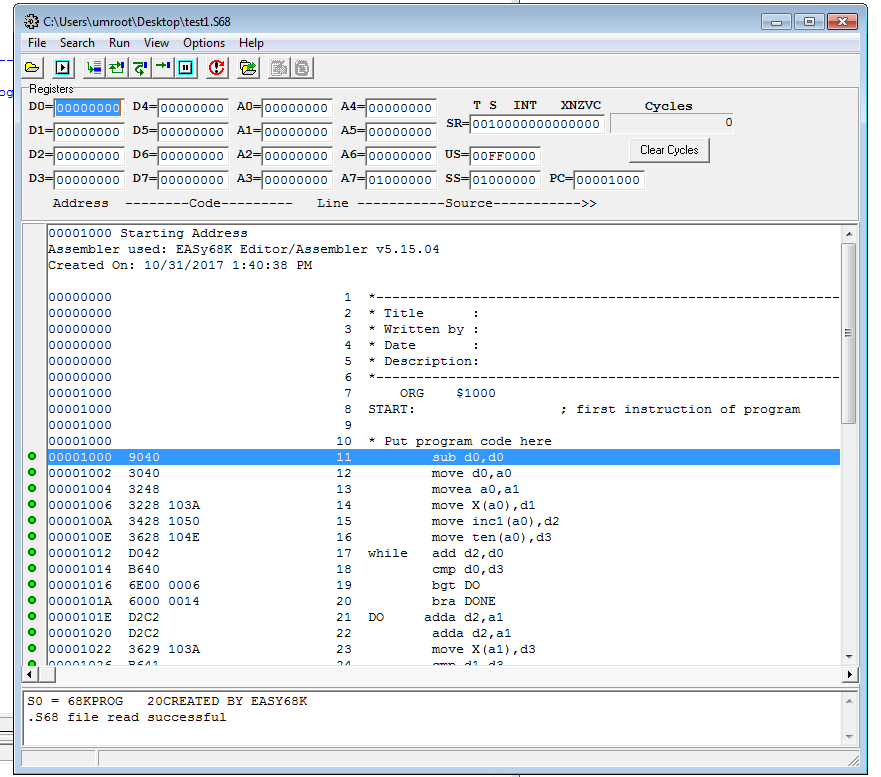 C:\Users\umroot\Desktop\test1.S68
File Search Run View Options Help
Registers
D0=00000000 D4=00000000 A0=00000000 A4=00000000 T S INT XNZVC Cycles
D1=00000000 D5=00000000 A1=00000000 A5=00000000 SR=0010000000000000 0
D2=00000000 D6=00000000 A2=00000000 A6=00000000 US=00FF0000 Clear Cycles
D3=00000000 D7=00000000 A3=00000000 A7=01000000 SS=01000000 PC=00001000
Address --------Code--------- Line -----------Source----------->>
00001000 Starting Address
Assembler used: EASy68K Editor/Assembler v5.15.04
Created On: 10/31/2017 1:40:38 PM
00000000 1 *-----------------------------------------------------------
00000000 2 * Title :
00000000 3 * Written by :
00000000 4 * Date :
00000000 5 * Description:
00000000 6 *-----------------------------------------------------------
00001000 7 ORG $1000
00001000 8 START: ; first instruction of program
00001000 9
00001000 10 * Put program code here
00001000 9040 11 sub d0,d0
00001002 3040 12 move d0,a0
00001004 3248 13 movea a0,a1
00001006 3228 103A 14 move X(a0),d1
0000100A 3428 1050 15 move inc1(a0),d2
0000100E 3628 104E 16 move ten(a0),d3
00001012 D042 17 while add d2,d0
00001014 B640 18 cmp d0,d3
00001016 6E00 0006 19 bgt DO
0000101A 6000 0014 20 bra DONE
0000101E D2C2 21 DO adda d2,a1
00001020 D2C2 22 adda d2,a1
00001022 3629 103A 23 move X(a1),d3
00001026 B641 24 cmp d1,d3
S0 = 68KPROG 20CREATED BY EASY68K
.S68 file read successful